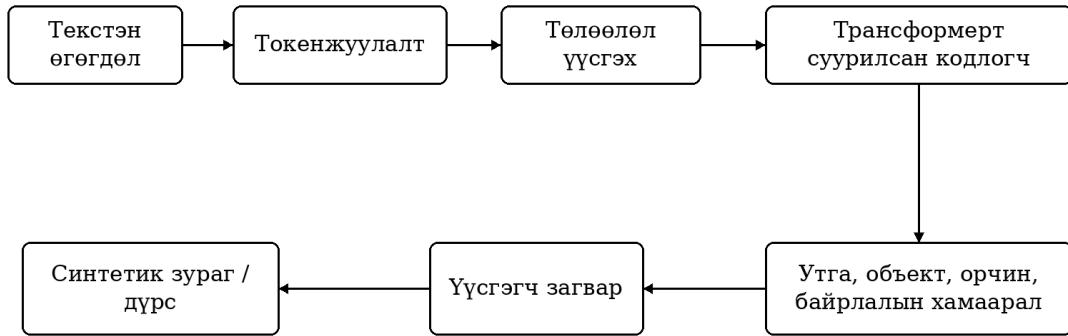 Текстэн
өгөгдөл
Токенжуулалт
Төлөөлөл
үүсгэх
Трансформерт
суурилсан кодлогч
Утга, объект, орчин,
байрлалын хамаарал
Үүсгэгч загвар
Синтетик зураг /
дүрс